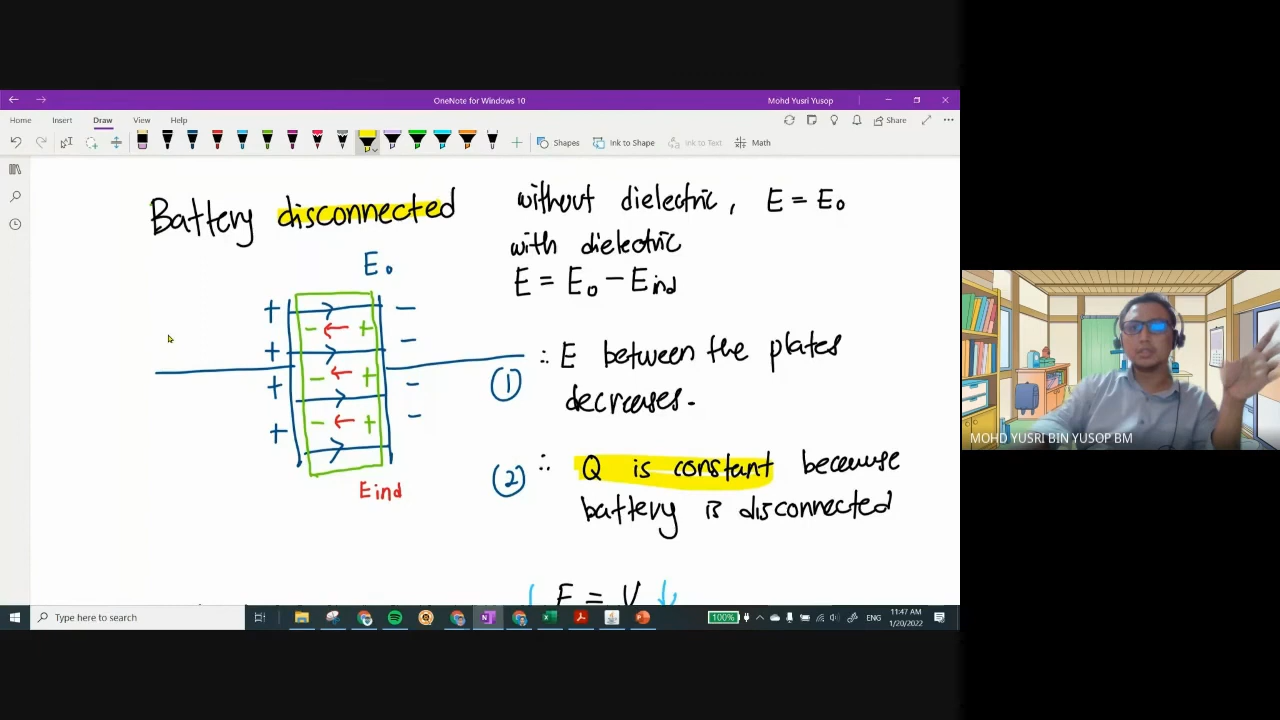 OneNote for Windows 10
Mohd Yusri Yusop
Home Insert Draw View Help
Share
Shapes Ink to Shape Ink to Text Math
Battery disconnected
without dielectric, E = E₀
with dielectric
E = E₀ - Eind
E₀
+ -
- +
+ -
- +
+ -
- +
+ -
Eind
① ∴ E between the plates
decreases.
② ∴ Q is constant because
battery is disconnected
↓ E = V ↓
MOHD YUSRI BIN YUSOP BM
Type here to search
100%
ENG
11:47 AM
1/20/2022